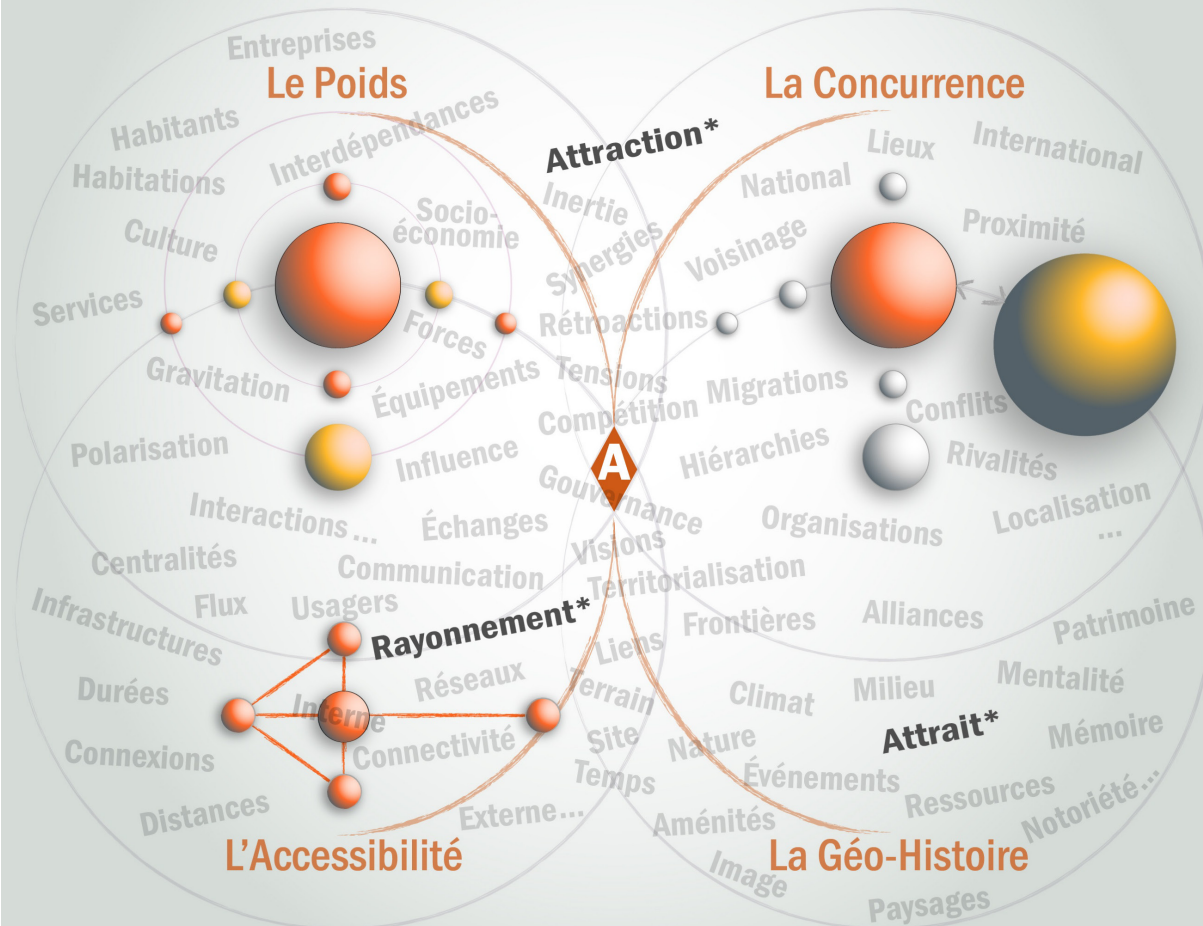 Entreprises
Le Poids
La Concurrence
Habitants
Interdépendances
Attraction*
Lieux
International
Habitations
National
Inertie
Culture
Socio-
économie
Proximité
Synergies
Voisinage
Services
Forces
Rétroactions
Gravitation
Équipements
Tensions
Migrations
Compétition
Conflits
Polarisation
Influence
A
Hiérarchies
Rivalités
Gouvernance
Interactions ...
Échanges
Organisations
Localisation
...
Visions
Centralités
Communication
Territorialisation
Infrastructures
Flux
Usagers
Rayonnement*
Frontières
Alliances
Patrimoine
Liens
Durées
Réseaux
Terrain
Climat
Milieu
Mentalité
Interne
Connexions
Connectivité
Site
Nature
Attrait*
Mémoire
Temps
Événements
Distances
Externe...
Aménités
Ressources
Notoriété...
L'Accessibilité
La Géo-Histoire
Image
Paysages